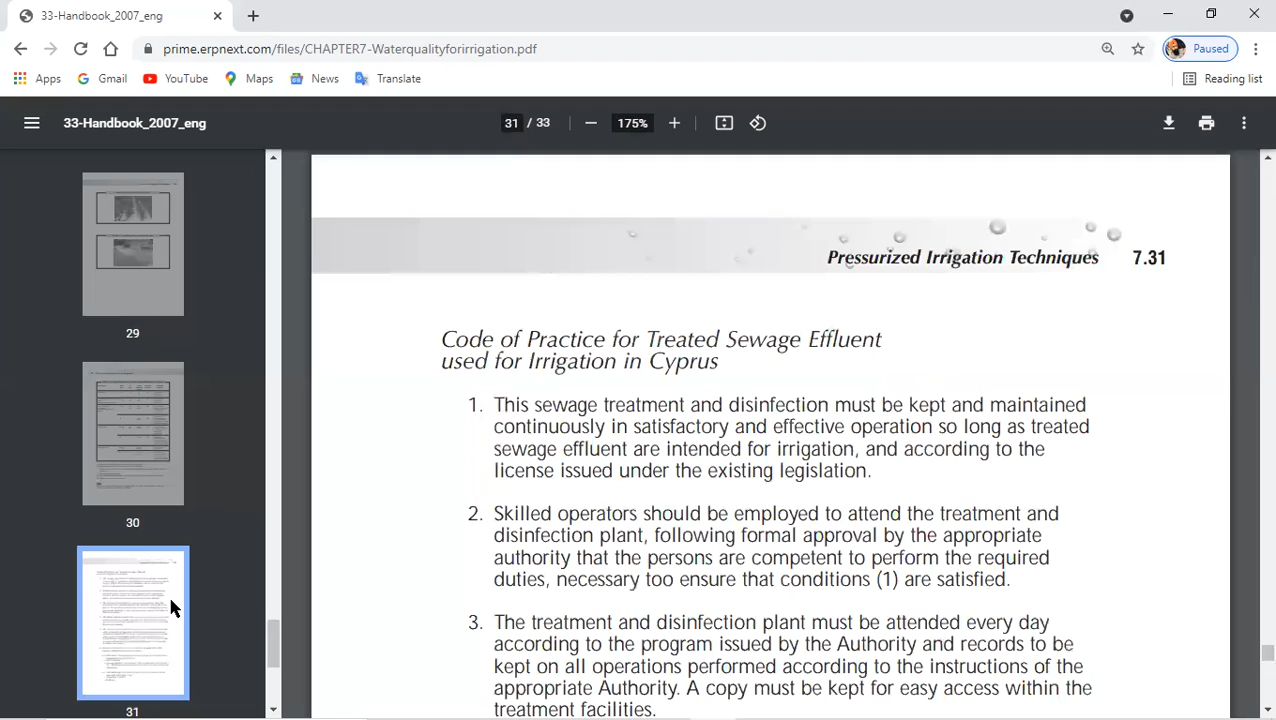 33-Handbook_2007_eng
prime.erpnext.com/files/CHAPTER7-Waterqualityforirrigation.pdf
Paused
Apps Gmail YouTube Maps News Translate Reading list
33-Handbook_2007_eng 31 / 33 175%
29
30
31
Pressurized Irrigation Techniques 7.31
Code of Practice for Treated Sewage Effluent
used for Irrigation in Cyprus
1. This sewage treatment and disinfection must be kept and maintained
continuously in satisfactory and effective operation so long as treated
sewage effluent are intended for irrigation, and according to the
license issued under the existing legislation.
2. Skilled operators should be employed to attend the treatment and
disinfection plant, following formal approval by the appropriate
authority that the persons are competent to perform the required
duties, necessary too ensure that conditions (1) are satisfied.
3. The treatment and disinfection plant must be attended every day
according to the program issued by the Authority and records to be
kept on all operations performed according to the instructions of the
appropriate Authority. A copy must be kept for easy access within the
treatment facilities.